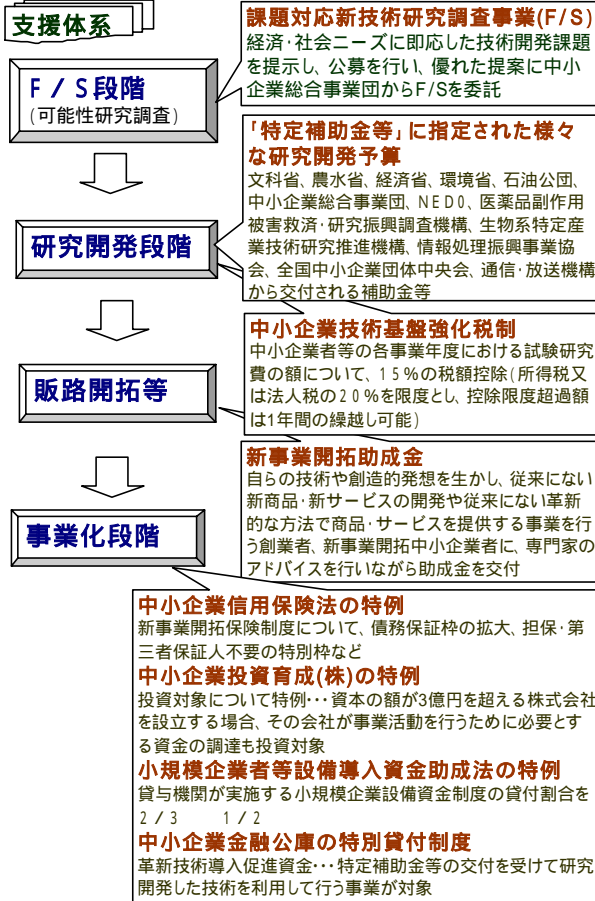 支援体系
F/S段階
(可能性研究調査)
課題対応新技術研究調査事業(F/S)
経済･社会ニーズに即応した技術開発課題
を提示し、公募を行い、優れた提案に中小
企業総合事業団からF/Sを委託
「特定補助金等」に指定された様々
な研究開発予算
文科省、農水省、経済省、環境省、石油公団、
中小企業総合事業団、NEDO、医薬品副作用
被害救済･研究振興調査機構、生物系特定産
業技術研究推進機構、情報処理振興事業協
会、全国中小企業団体中央会、通信･放送機構
から交付される補助金等
研究開発段階
中小企業技術基盤強化税制
中小企業者等の各事業年度における試験研究
費の額について、15%の税額控除(所得税又
は法人税の20%を限度とし、控除限度超過額
は1年間の繰越し可能)
販路開拓等
新事業開拓助成金
自らの技術や創造的発想を生かし、従来にない
新商品･新サービスの開発や従来にない革新
的な方法で商品･サービスを提供する事業を行
う創業者、新事業開拓中小企業者に、専門家の
アドバイスを行いながら助成金を交付
事業化段階
中小企業信用保険法の特例
新事業開拓保険制度について、債務保証枠の拡大、担保･第
三者保証人不要の特別枠など
中小企業投資育成(株)の特例
投資対象について特例･･･資本の額が3億円を超える株式会社
を設立する場合、その会社が事業活動を行うために必要とす
る資金の調達も投資対象
小規模企業者等設備導入資金助成法の特例
貸与機関が実施する小規模企業設備資金制度の貸付割合を
2/3 1/2
中小企業金融公庫の特別貸付制度
革新技術導入促進資金･･･特定補助金等の交付を受けて研究
開発した技術を利用して行う事業が対象